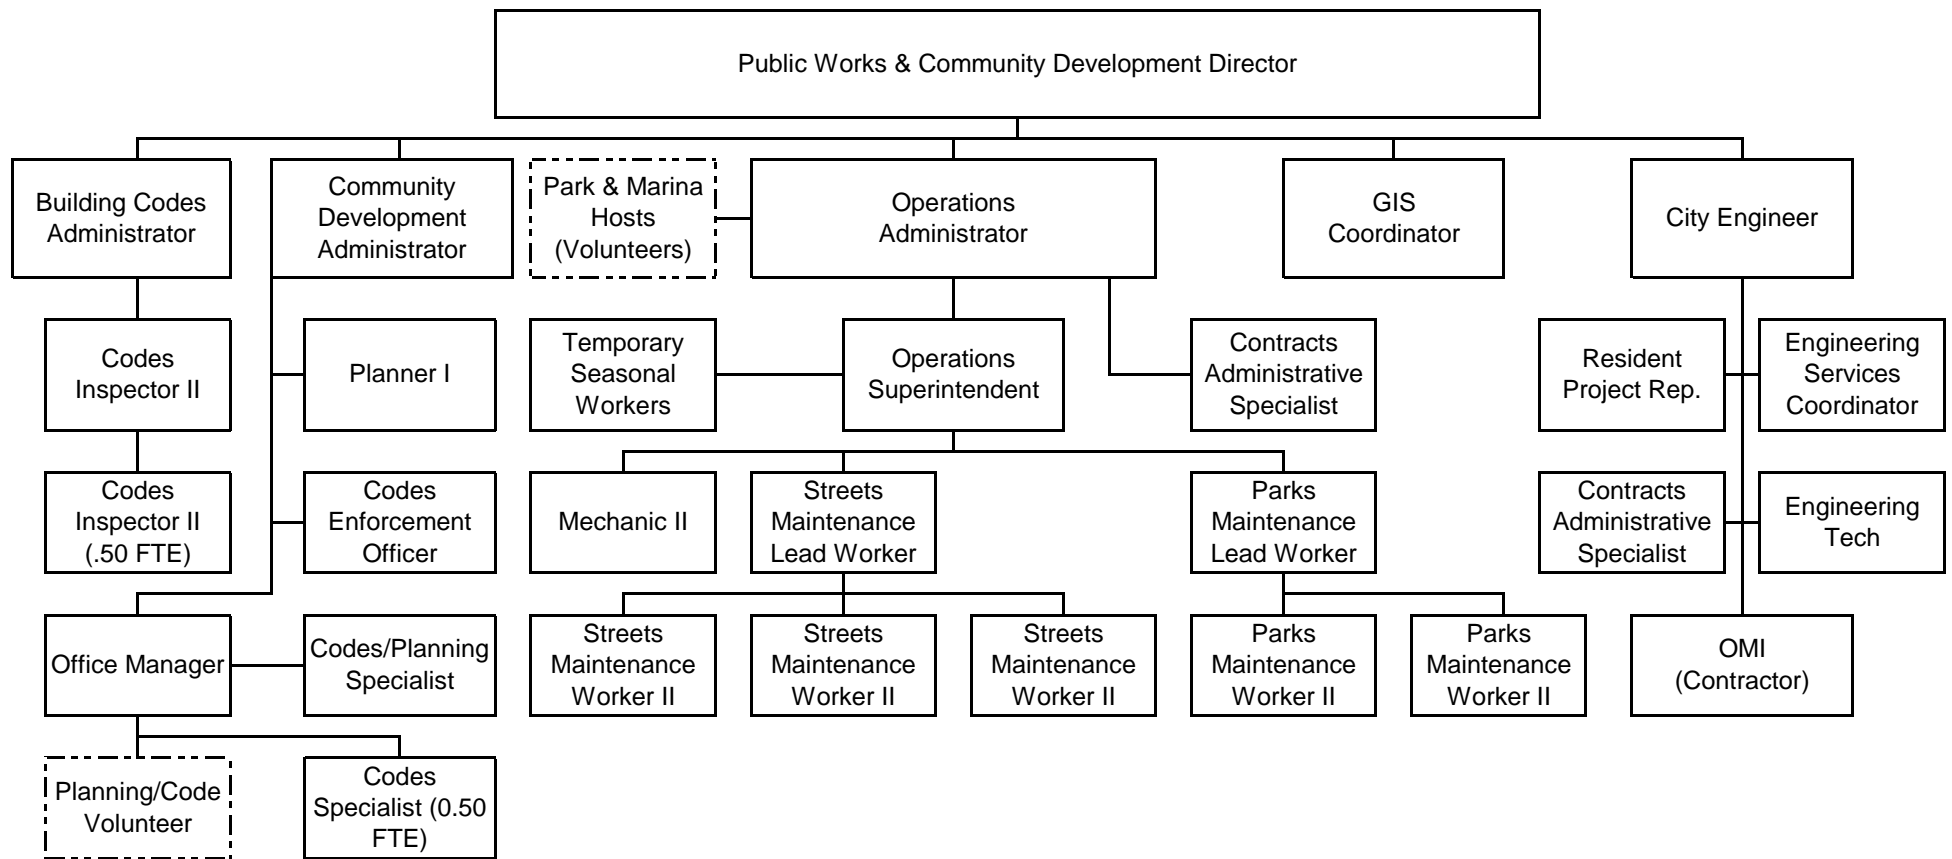 Public Works & Community Development Director
Building Codes
Administrator
Community
Development
Administrator
Park & Marina
Hosts
(Volunteers)
Operations
Administrator
GIS
Coordinator
City Engineer
Codes
Inspector II
Planner I
Temporary
Seasonal
Workers
Operations
Superintendent
Contracts
Administrative
Specialist
Resident
Project Rep.
Engineering
Services
Coordinator
Codes
Inspector II
(.50 FTE)
Codes
Enforcement
Officer
Mechanic II
Streets
Maintenance
Lead Worker
Parks
Maintenance
Lead Worker
Contracts
Administrative
Specialist
Engineering
Tech
Office Manager
Codes/Planning
Specialist
Streets
Maintenance
Worker II
Streets
Maintenance
Worker II
Streets
Maintenance
Worker II
Parks
Maintenance
Worker II
Parks
Maintenance
Worker II
OMI
(Contractor)
Planning/Code
Volunteer
Codes
Specialist (0.50
FTE)